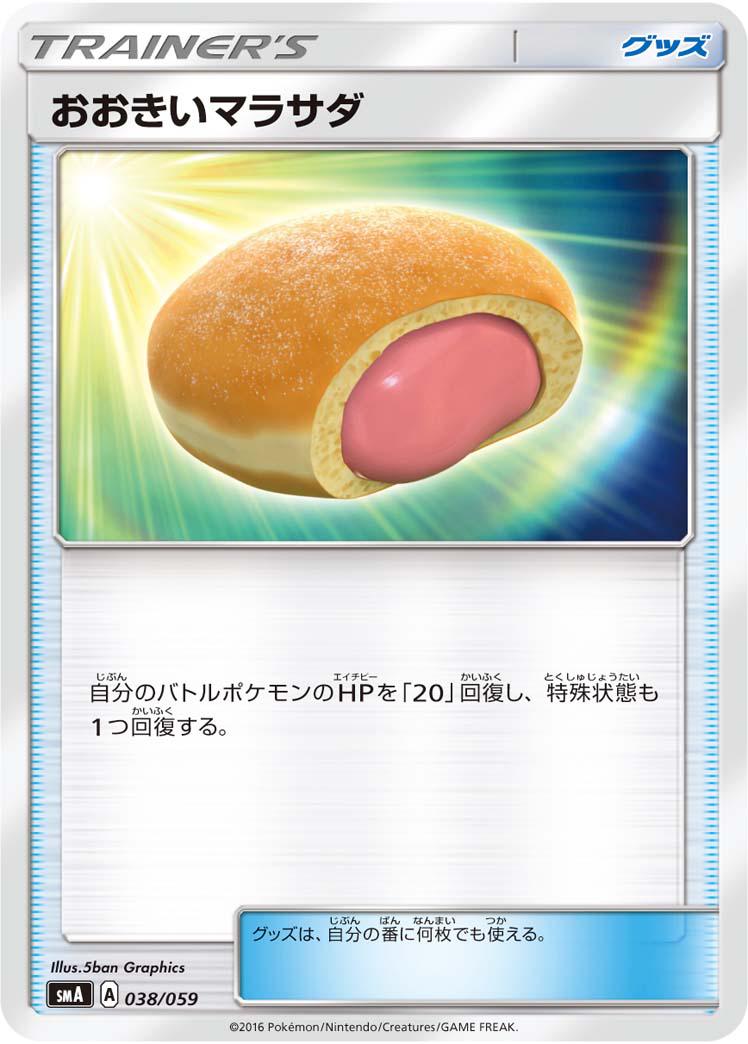 TRAINER'S グッズ
おおきいマラサダ
じぶん エイチピー かいふく とくしゅじょうたい
自分のバトルポケモンのHPを「20」回復し、特殊状態も
かいふく
1つ回復する。
じぶん ばん なんまい つか
グッズは、自分の番に何枚でも使える。
Illus.5ban Graphics
SMA A 038/059
©2016 Pokémon/Nintendo/Creatures/GAME FREAK.